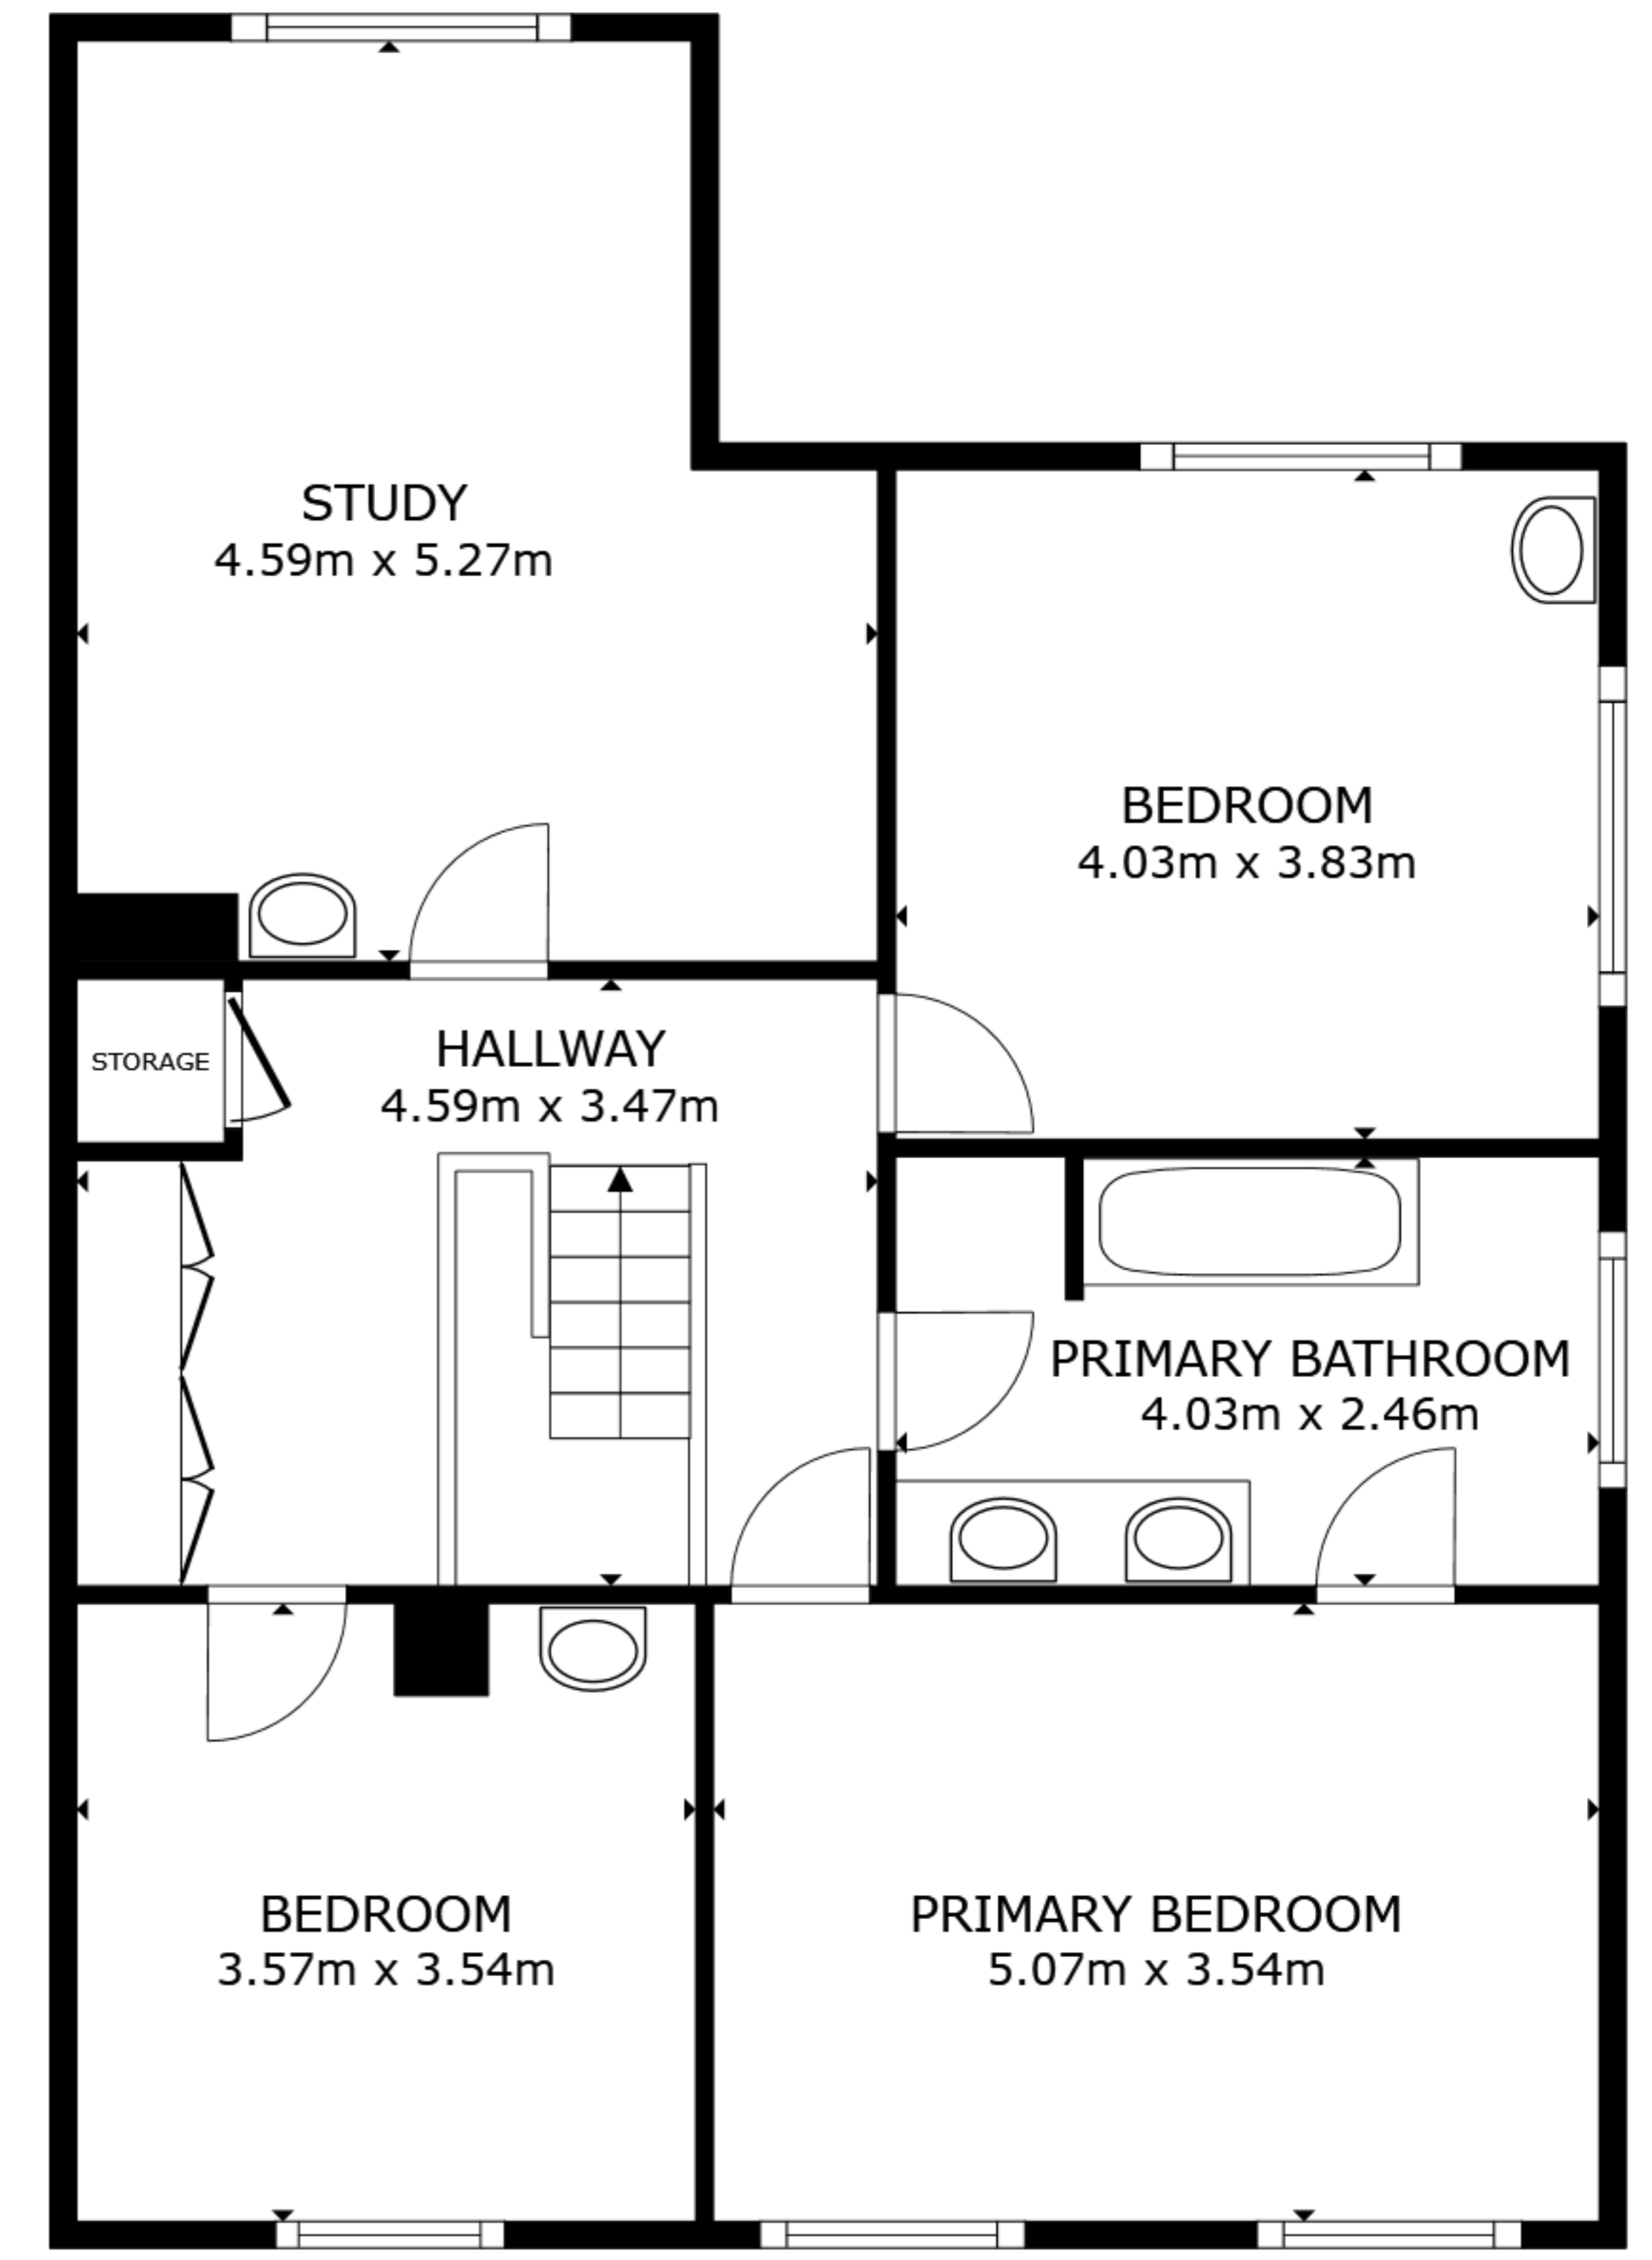 STUDY
4.59m x 5.27m
BEDROOM
4.03m x 3.83m
STORAGE
HALLWAY
4.59m x 3.47m
PRIMARY BATHROOM
4.03m x 2.46m
BEDROOM
3.57m x 3.54m
PRIMARY BEDROOM
5.07m x 3.54m